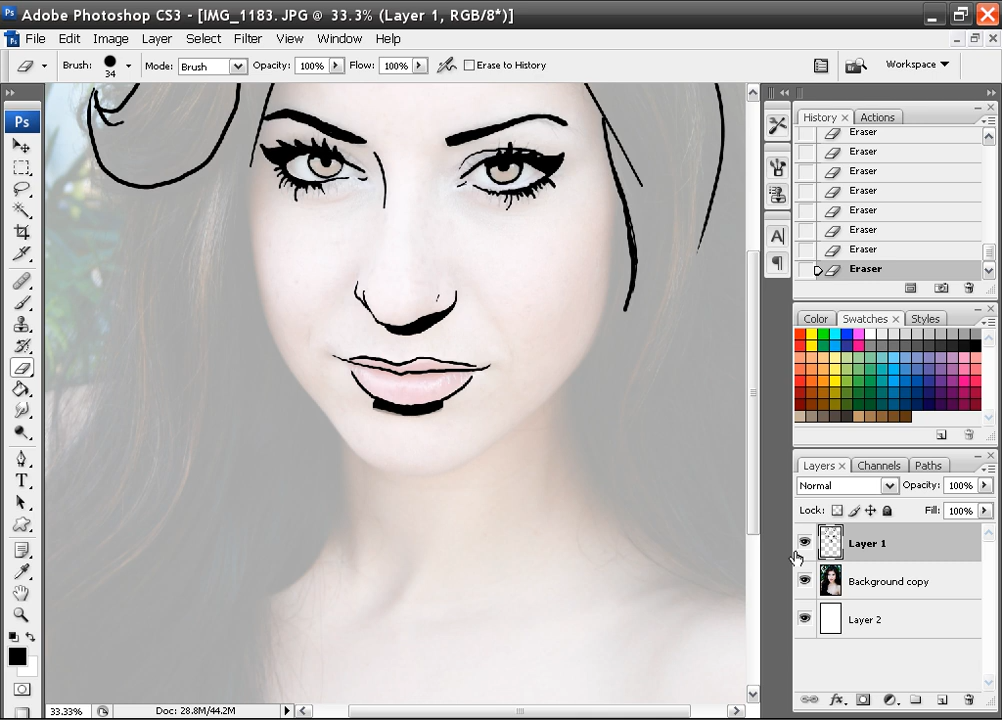 Ps Adobe Photoshop CS3 - [IMG_1183. JPG @ 33.3% (Layer 1, RGB/8*)]
Ps File Edit Image Layer Select Filter View Window Help
Brush: 34 Mode: Brush Opacity: 100% Flow: 100% Erase to History Workspace
Ps
History Actions
Eraser
Eraser
Eraser
Eraser
Eraser
Eraser
Eraser
Eraser
Color Swatches Styles
Layers Channels Paths
Normal Opacity: 100%
Lock: Fill: 100%
Layer 1
Background copy
Layer 2
T
A
33.33% Doc: 28.8M/44.2M